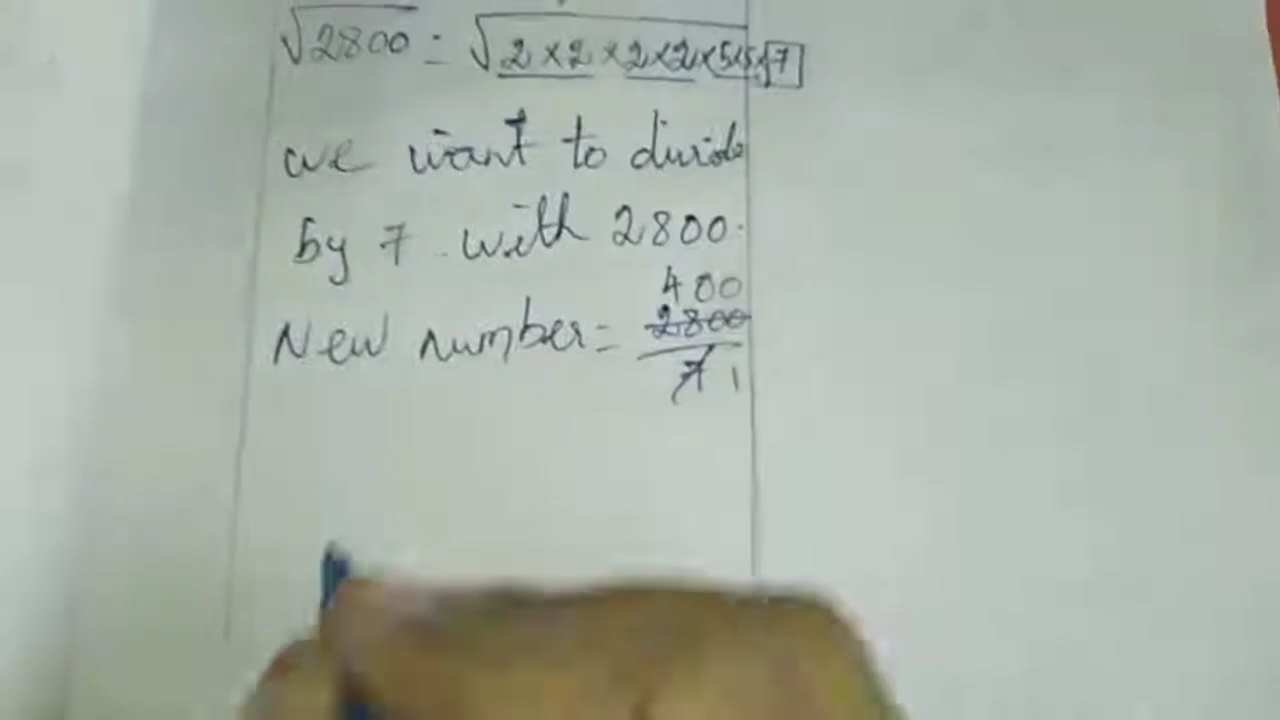 √2800 = √2×2×2×2×5×5×7
we want to divide
by 7 with 2800.
400
New number = 2800
7 1